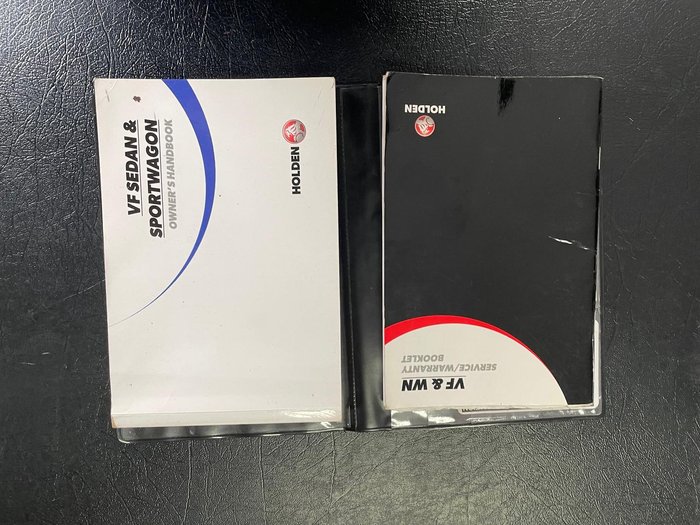 VF SEDAN &
SPORTWAGON
OWNER'S HANDBOOK
HOLDEN
HOLDEN
VF & WN
SERVICE/WARRANTY
BOOKLET